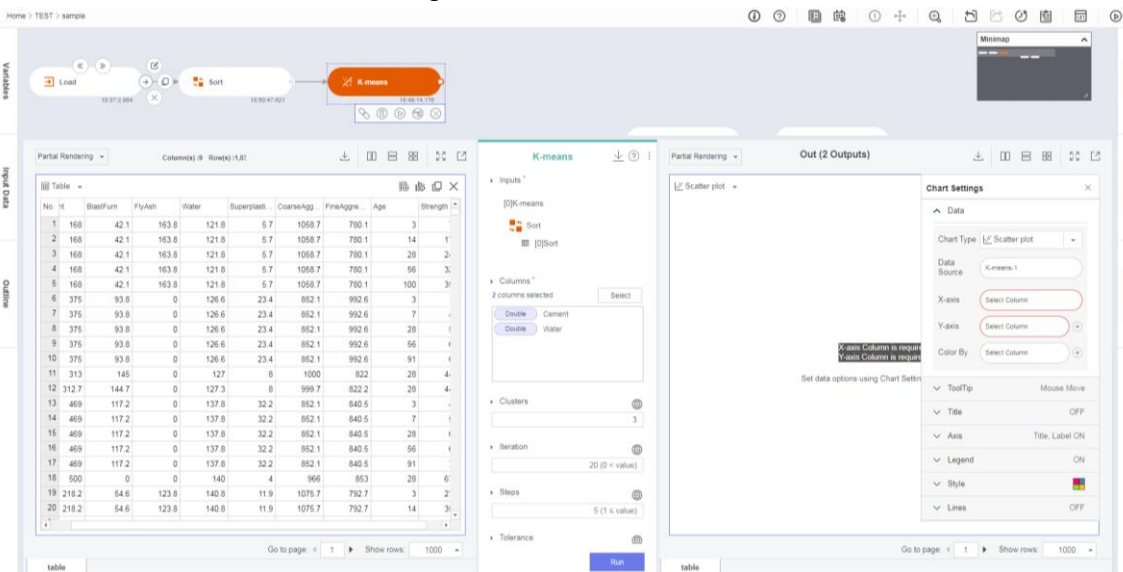 Home > TEST > sample
Minimap
Variables
Input Data
Outline
Load
Sort
K-means
10:48:14.176
Partial Rendering
Column(s) :9 Row(s) :1,0
K-means
Partial Rendering
Out (2 Outputs)
Table
No. BlastFurn FlyAsh Water Superplasti... CoarseAgg... FineAggre... Age Strength
1 168 42.1 163.8 121.8 5.7 1058.7 780.1 3
2 168 42.1 163.8 121.8 5.7 1058.7 780.1 14
3 168 42.1 163.8 121.8 5.7 1058.7 780.1 28
4 168 42.1 163.8 121.8 5.7 1058.7 780.1 56
5 168 42.1 163.8 121.8 5.7 1058.7 780.1 100
6 375 93.8 0 126.6 23.4 852.1 992.6 3
7 375 93.8 0 126.6 23.4 852.1 992.6 7
8 375 93.8 0 126.6 23.4 852.1 992.6 28
9 375 93.8 0 126.6 23.4 852.1 992.6 56
10 375 93.8 0 126.6 23.4 852.1 992.6 91
11 313 145 0 127 8 1000 822 28
12 312.7 144.7 0 127.3 8 999.7 822.2 28
13 469 117.2 0 137.8 32.2 852.1 840.5 3
14 469 117.2 0 137.8 32.2 852.1 840.5 7
15 469 117.2 0 137.8 32.2 852.1 840.5 28
16 469 117.2 0 137.8 32.2 852.1 840.5 56
17 469 117.2 0 137.8 32.2 852.1 840.5 91
18 500 0 0 140 4 966 853 28
19 218.2 54.6 123.8 140.8 11.9 1075.7 792.7 3
20 218.2 54.6 123.8 140.8 11.9 1075.7 792.7 14
Go to page: 1 Show rows: 1000
table
Inputs *
[0]K-means
Sort
[0]Sort
Columns *
2 columns selected
Select
Double Cement
Double Water
Clusters
3
Iteration
20 (0 < value)
Steps
5 (1 ≤ value)
Tolerance
Run
Scatter plot
X-axis Column is requir
Y-axis Column is requir
Set data options using Chart Settin
Chart Settings
Data
Chart Type Scatter plot
Data Source K-means-1
X-axis Select Column
Y-axis Select Column
Color By Select Column
ToolTip Mouse Move
Title OFF
Axis Title, Label ON
Legend ON
Style
Lines OFF
Go to page: 1 Show rows: 1000
table